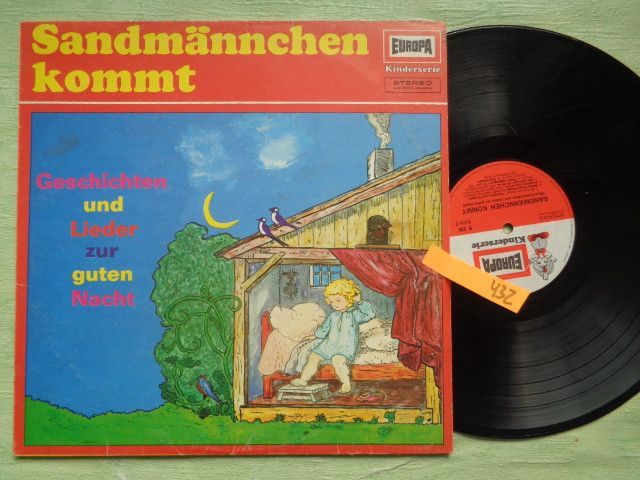 Sandmännchen
kommt
EUROPA
Kinderserie
STEREO
Geschichten
und
Lieder
zur
guten
Nacht
SANDMÄNNCHEN KOMMT
EUROPA
Kinderserie
432